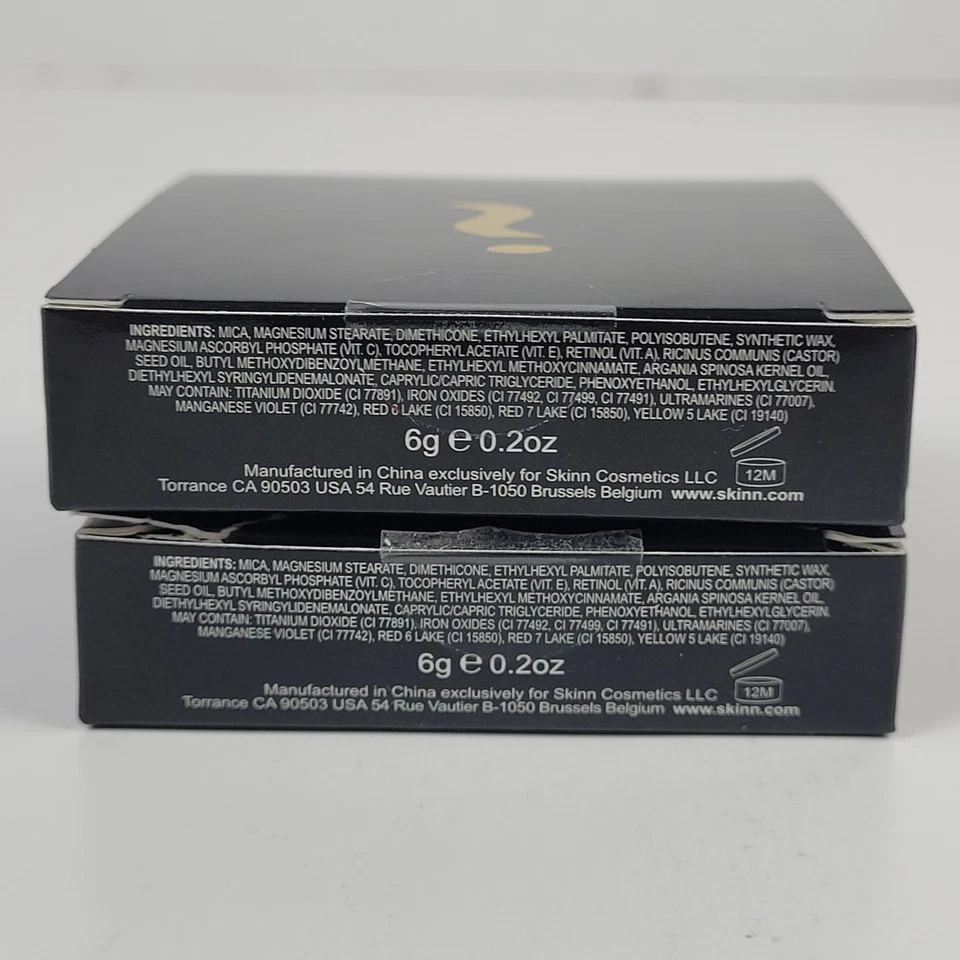 INGREDIENTS: MICA, MAGNESIUM STEARATE, DIMETHICONE, ETHYLHEXYL PALMITATE, POLYISOBUTENE, SYNTHETIC WAX,
MAGNESIUM ASCORBYL PHOSPHATE (VIT. C), TOCOPHERYL ACETATE (VIT. E), RETINOL (VIT. A), RICINUS COMMUNIS (CASTOR)
SEED OIL, BUTYL METHOXYDIBENZOYLMETHANE, ETHYLHEXYL METHOXYCINNAMATE, ARGANIA SPINOSA KERNEL OIL,
DIETHYLHEXYL SYRINGYLIDENEMALONATE, CAPRYLIC/CAPRIC TRIGLYCERIDE, PHENOXYETHANOL, ETHYLHEXYLGLYCERIN.
MAY CONTAIN: TITANIUM DIOXIDE (CI 77891), IRON OXIDES (CI 77492, CI 77499, CI 77491), ULTRAMARINES (CI 77007),
MANGANESE VIOLET (CI 77742), RED 6 LAKE (CI 15850), RED 7 LAKE (CI 15850), YELLOW 5 LAKE (CI 19140)
6g e 0.2oz
Manufactured in China exclusively for Skinn Cosmetics LLC
Torrance CA 90503 USA 54 Rue Vautier B-1050 Brussels Belgium www.skinn.com
12M
INGREDIENTS: MICA, MAGNESIUM STEARATE, DIMETHICONE, ETHYLHEXYL PALMITATE, POLYISOBUTENE, SYNTHETIC WAX,
MAGNESIUM ASCORBYL PHOSPHATE (VIT. C), TOCOPHERYL ACETATE (VIT. E), RETINOL (VIT. A), RICINUS COMMUNIS (CASTOR)
SEED OIL, BUTYL METHOXYDIBENZOYLMETHANE, ETHYLHEXYL METHOXYCINNAMATE, ARGANIA SPINOSA KERNEL OIL,
DIETHYLHEXYL SYRINGYLIDENEMALONATE, CAPRYLIC/CAPRIC TRIGLYCERIDE, PHENOXYETHANOL, ETHYLHEXYLGLYCERIN.
MAY CONTAIN: TITANIUM DIOXIDE (CI 77891), IRON OXIDES (CI 77492, CI 77499, CI 77491), ULTRAMARINES (CI 77007),
MANGANESE VIOLET (CI 77742), RED 6 LAKE (CI 15850), RED 7 LAKE (CI 15850), YELLOW 5 LAKE (CI 19140)
6g e 0.2oz
Manufactured in China exclusively for Skinn Cosmetics LLC
Torrance CA 90503 USA 54 Rue Vautier B-1050 Brussels Belgium www.skinn.com
12M